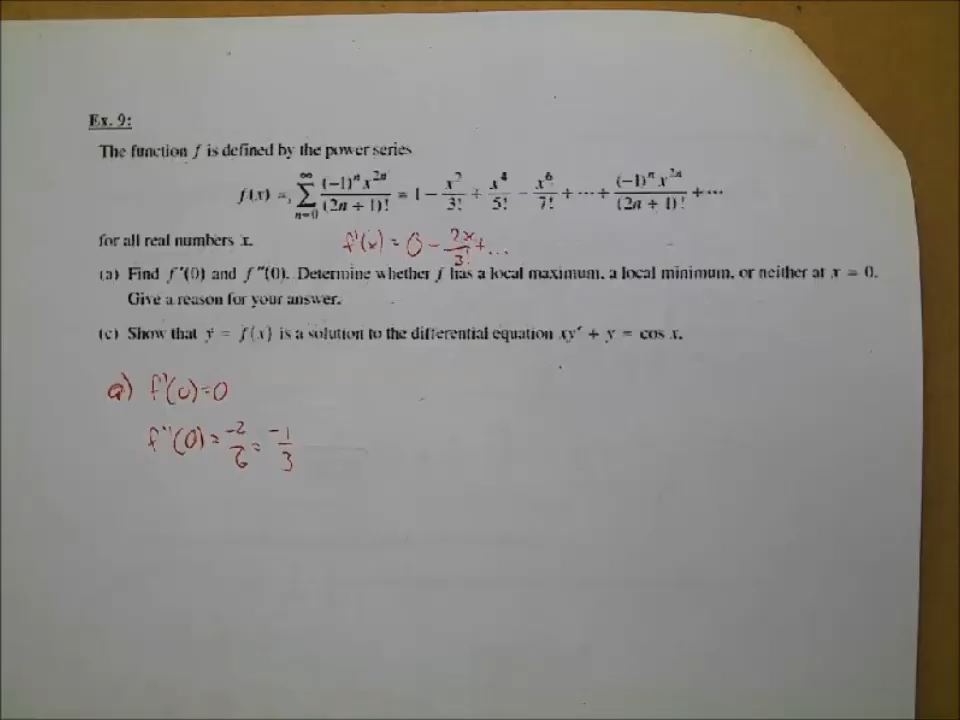 Ex. 9:
The function f is defined by the power series
f(x) = ∑_{n=0}^{∞} (-1)^n x^{2n} / (2n + 1)! = 1 - x^2/3! + x^4/5! - x^6/7! + ··· + (-1)^n x^{2n} / (2n + 1)! + ···
for all real numbers x.
f'(x) = 0 - 2x/3! + ...
(a) Find f'(0) and f''(0). Determine whether f has a local maximum, a local minimum, or neither at x = 0.
Give a reason for your answer.
(c) Show that y = f(x) is a solution to the differential equation xy' + y = cos x.
a) f'(0)=0
f''(0) = -2/6 = -1/3